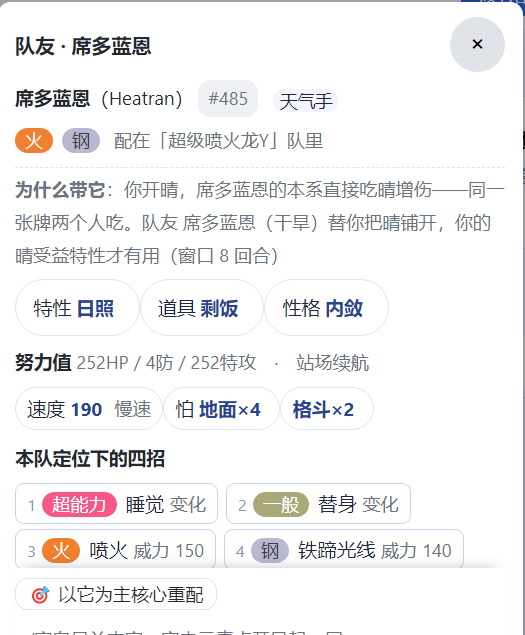 队友 · 席多蓝恩
×
席多蓝恩（Heatran） #485 天气手
火 钢 配在「超级喷火龙Y」队里
为什么带它：你开晴，席多蓝恩的本系直接吃晴增伤——同一
张牌两个人吃。队友 席多蓝恩（干旱）替你把晴铺开，你的
晴受益特性才有用（窗口 8 回合）
特性 日照 道具 剩饭 性格 内敛
努力值 252HP / 4防 / 252特攻 · 站场续航
速度 190 慢速 怕 地面×4 格斗×2
本队定位下的四招
1 超能力 睡觉 变化 2 一般 替身 变化
3 火 喷火 威力 150 4 钢 铁蹄光线 威力 140
🎯 以它为主核心重配